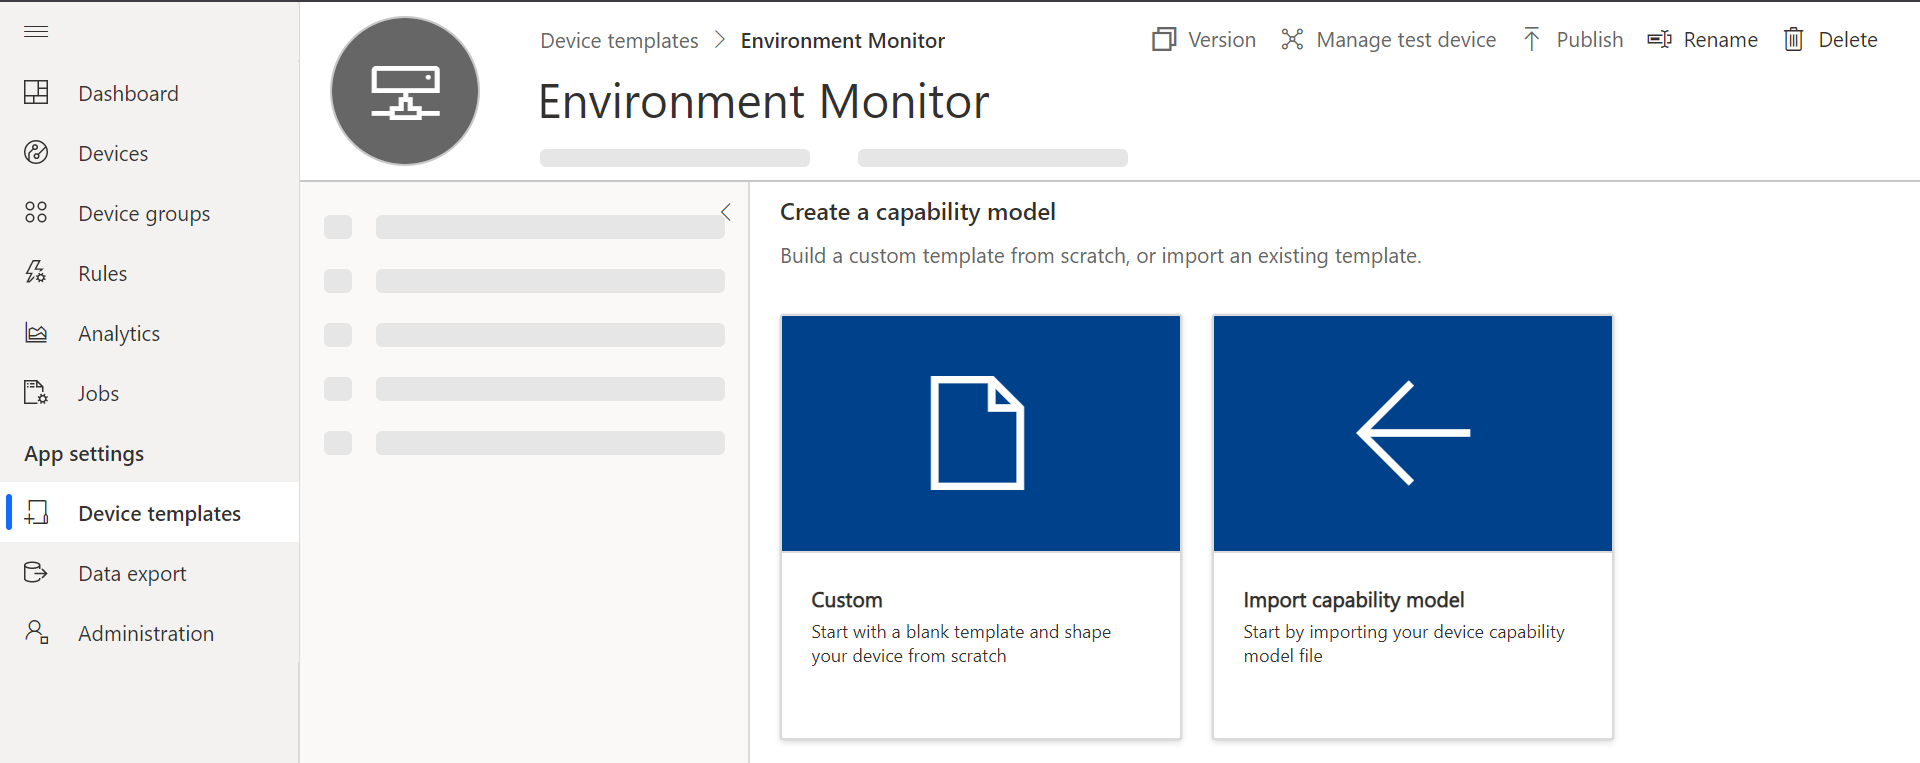 Device templates > Environment Monitor
Version
Manage test device
Publish
Rename
Delete
Environment Monitor
Dashboard
Devices
Device groups
Rules
Analytics
Jobs
App settings
Device templates
Data export
Administration
Create a capability model
Build a custom template from scratch, or import an existing template.
Custom
Start with a blank template and shape
your device from scratch
Import capability model
Start by importing your device capability
model file